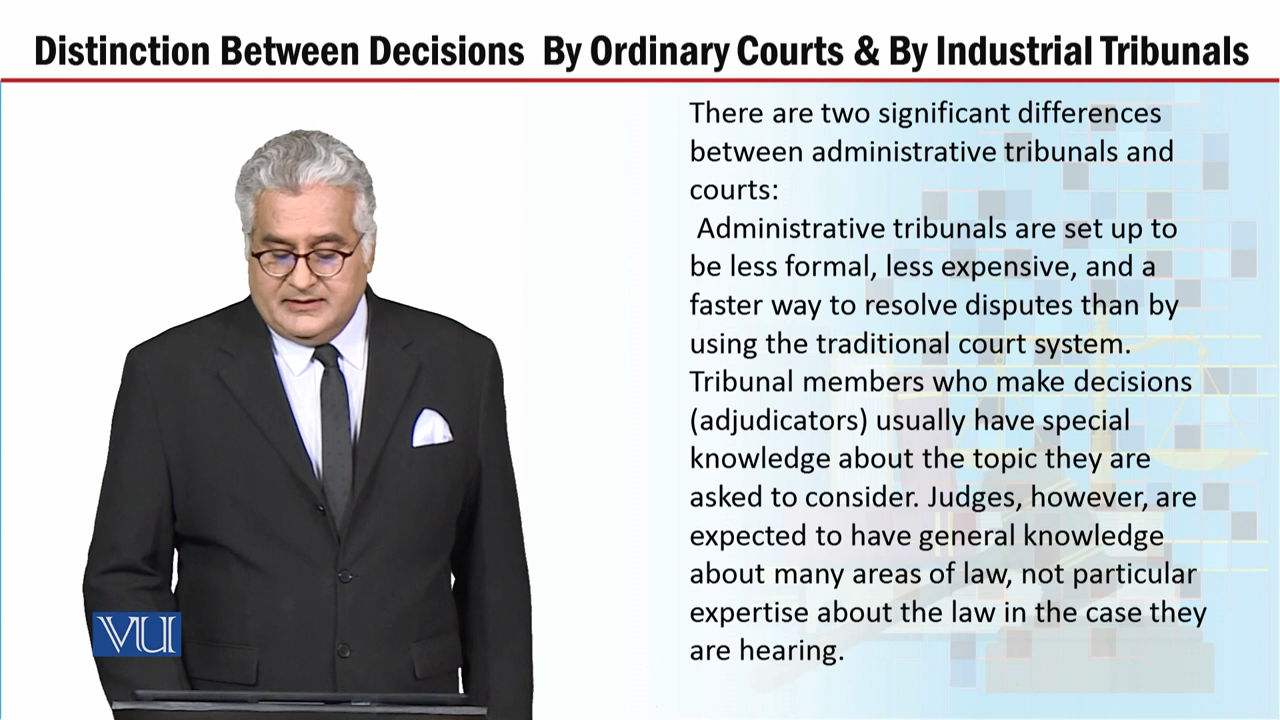 Distinction Between Decisions By Ordinary Courts & By Industrial Tribunals
There are two significant differences
between administrative tribunals and
courts:
Administrative tribunals are set up to
be less formal, less expensive, and a
faster way to resolve disputes than by
using the traditional court system.
Tribunal members who make decisions
(adjudicators) usually have special
knowledge about the topic they are
asked to consider. Judges, however, are
expected to have general knowledge
about many areas of law, not particular
expertise about the law in the case they
are hearing.
VU